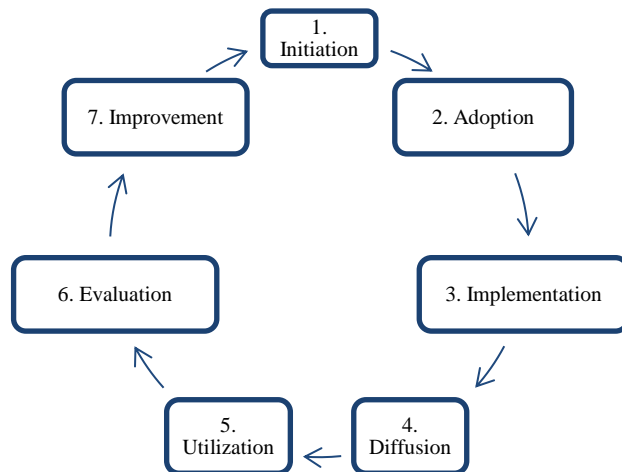 1.
Initiation
2. Adoption
3. Implementation
4.
Diffusion
5.
Utilization
6. Evaluation
7. Improvement